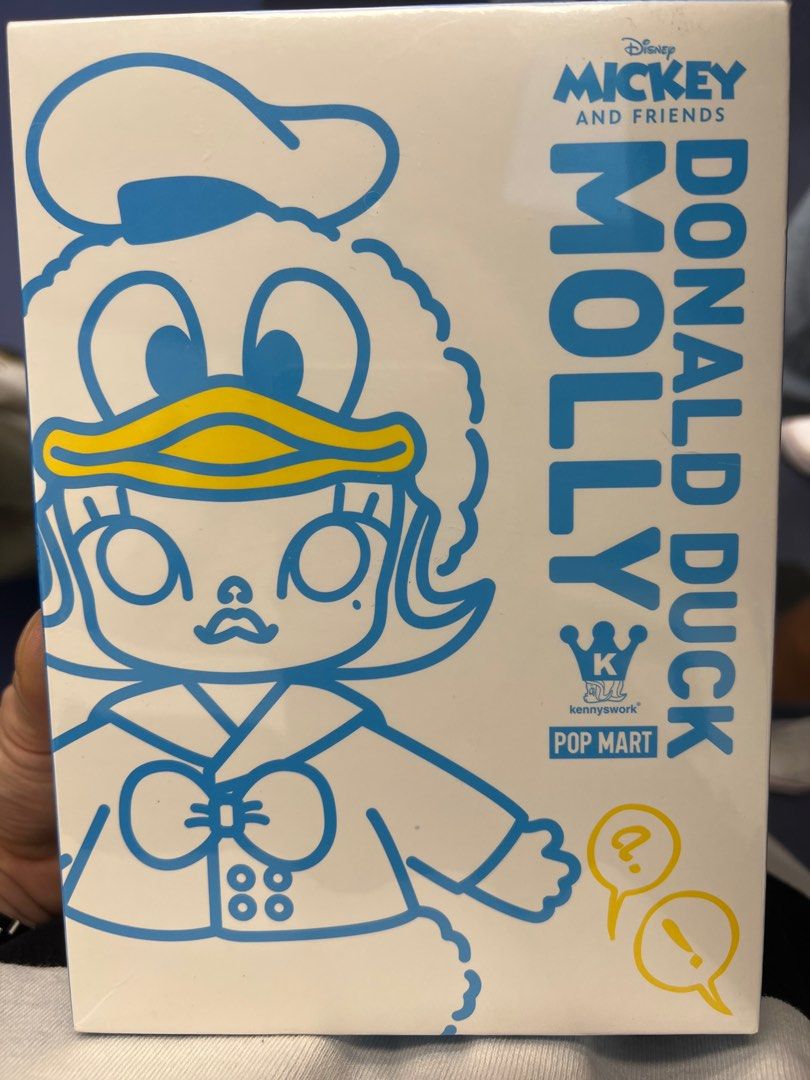 Disney
MICKEY
AND FRIENDS
DONALD DUCK
MOLLY
K
kennyswork®
POP MART
?
!